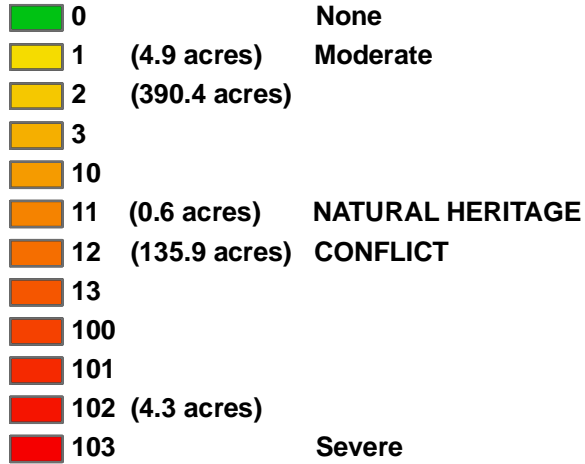 0 None
1 (4.9 acres) Moderate
2 (390.4 acres)
3
10
11 (0.6 acres) NATURAL HERITAGE
12 (135.9 acres) CONFLICT
13
100
101
102 (4.3 acres)
103 Severe